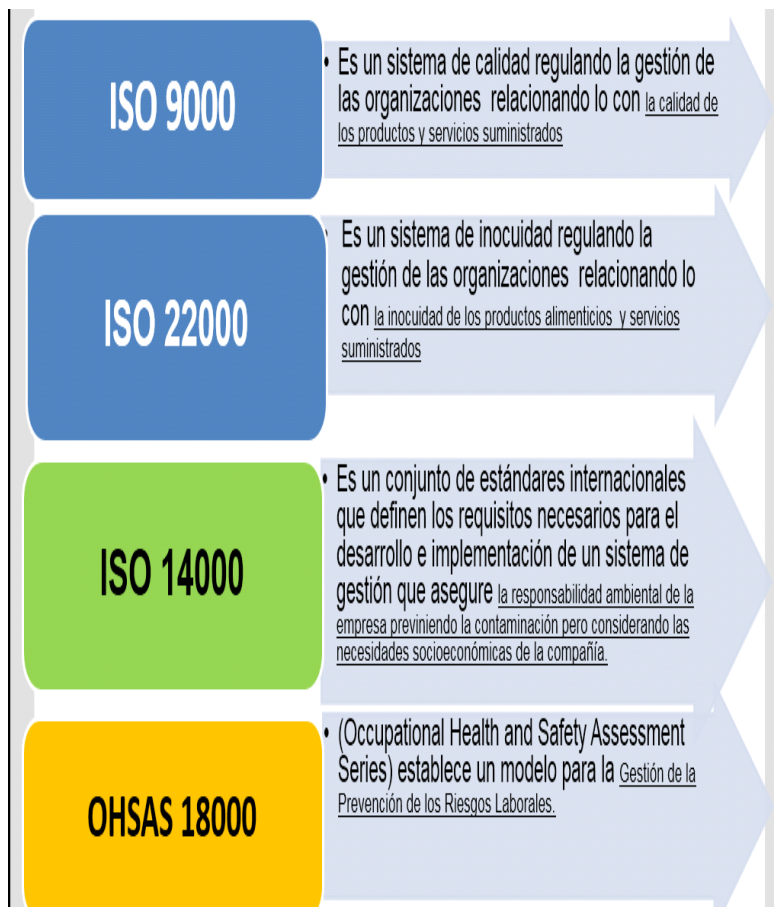 ISO 9000
• Es un sistema de calidad regulando la gestión de
las organizaciones relacionando lo con la calidad de
los productos y servicios suministrados
ISO 22000
Es un sistema de inocuidad regulando la
gestión de las organizaciones relacionando lo
con la inocuidad de los productos alimenticios y servicios
suministrados
ISO 14000
• Es un conjunto de estándares internacionales
que definen los requisitos necesarios para el
desarrollo e implementación de un sistema de
gestión que asegure la responsabilidad ambiental de la
empresa previniendo la contaminación pero considerando las
necesidades socioeconómicas de la compañía.
OHSAS 18000
• (Occupational Health and Safety Assessment
Series) establece un modelo para la Gestión de la
Prevención de los Riesgos Laborales.